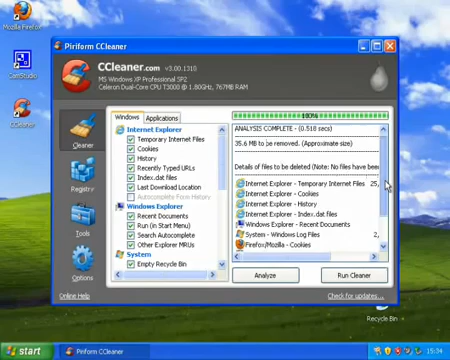 Mozilla Firefox
CamStudio
CCleaner
Piriform CCleaner
CCleaner.com v3.00.1310
MS Windows XP Professional SP2
Celeron Dual-Core CPU T3000 @ 1.80GHz, 767MB RAM
Cleaner
Registry
Tools
Options
Windows
Applications
Internet Explorer
Temporary Internet Files
Cookies
History
Recently Typed URLs
Index.dat files
Last Download Location
Autocomplete Form History
Windows Explorer
Recent Documents
Run (in Start Menu)
Search Autocomplete
Other Explorer MRUs
System
Empty Recycle Bin
100%
ANALYSIS COMPLETE - (0.518 secs)
35.6 MB to be removed. (Approximate size)
Details of files to be deleted (Note: No files have been
Internet Explorer - Temporary Internet Files 25,
Internet Explorer - Cookies
Internet Explorer - History
Internet Explorer - Index.dat files
Windows Explorer - Recent Documents
System - Windows Log Files 2,
Firefox/Mozilla - Cookies
Analyze
Run Cleaner
Online Help
Check for updates...
Recycle Bin
start
Piriform CCleaner
15:34